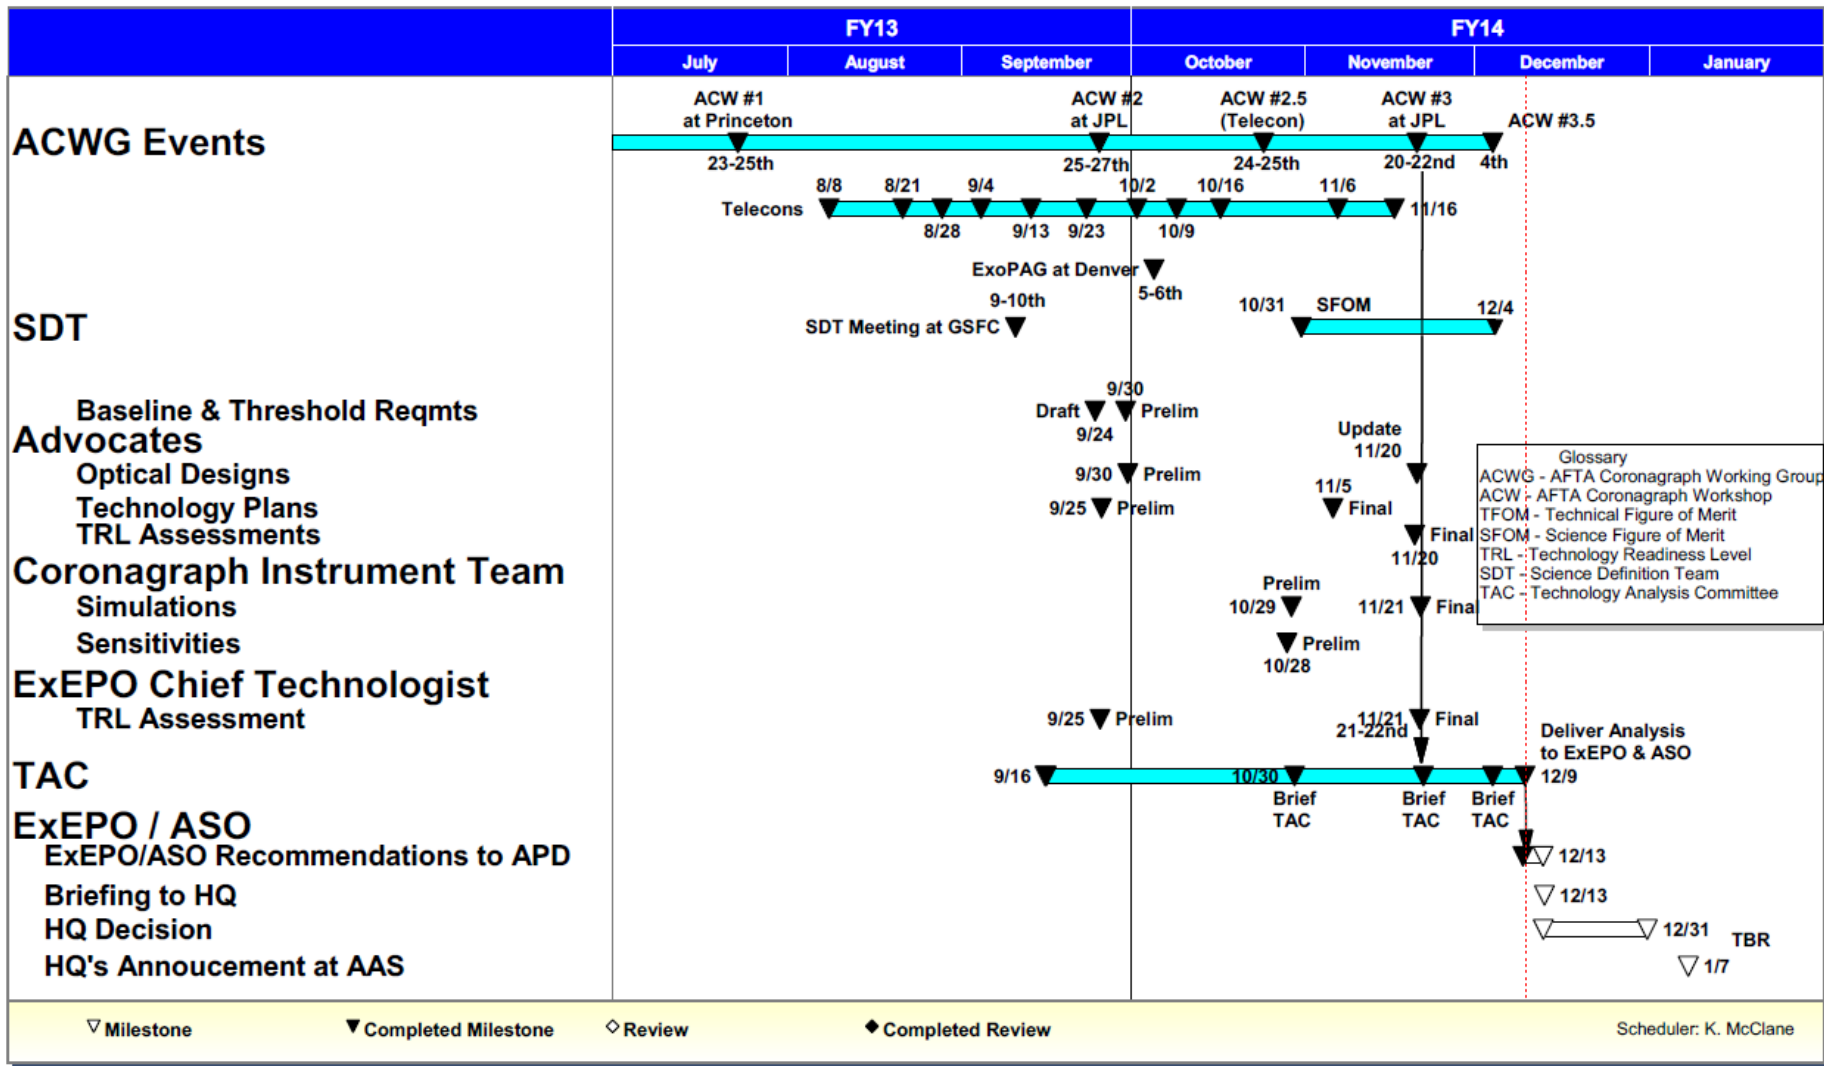 FY13 FY14
July August September October November December January
ACW #1 ACW #2 ACW #2.5 ACW #3
at Princeton at JPL (Telecon) at JPL ACW #3.5
ACWG Events
23-25th 25-27th 24-25th 20-22nd 4th
8/8 8/21 9/4 10/2 10/16 11/6
Telecons 11/16
8/28 9/13 9/23 10/9
ExoPAG at Denver
9-10th 5-6th
10/31 SFOM 12/4
SDT SDT Meeting at GSFC
9/30
Baseline & Threshold Reqmts Draft Prelim
9/24
Advocates
Update
11/20
Optical Designs 9/30 Prelim
11/5
Technology Plans 9/25 Prelim Final
TRL Assessments Final
11/20
Glossary
ACWG - AFTA Coronagraph Working Group
ACW - AFTA Coronagraph Workshop
TFOM - Technical Figure of Merit
SFOM - Science Figure of Merit
TRL - Technology Readiness Level
SDT - Science Definition Team
TAC - Technology Analysis Committee
Coronagraph Instrument Team
Prelim
Simulations 10/29 11/21 Final
Sensitivities Prelim
10/28
ExEPO Chief Technologist
TRL Assessment 9/25 Prelim 11/21 Final
21-22nd
Deliver Analysis
to ExEPO & ASO
TAC 9/16 10/30 12/9
Brief Brief Brief
TAC TAC TAC
ExEPO / ASO
ExEPO/ASO Recommendations to APD 12/13
Briefing to HQ 12/13
HQ Decision 12/31 TBR
HQ's Annoucement at AAS 1/7
Milestone Completed Milestone Review Completed Review Scheduler: K. McClane